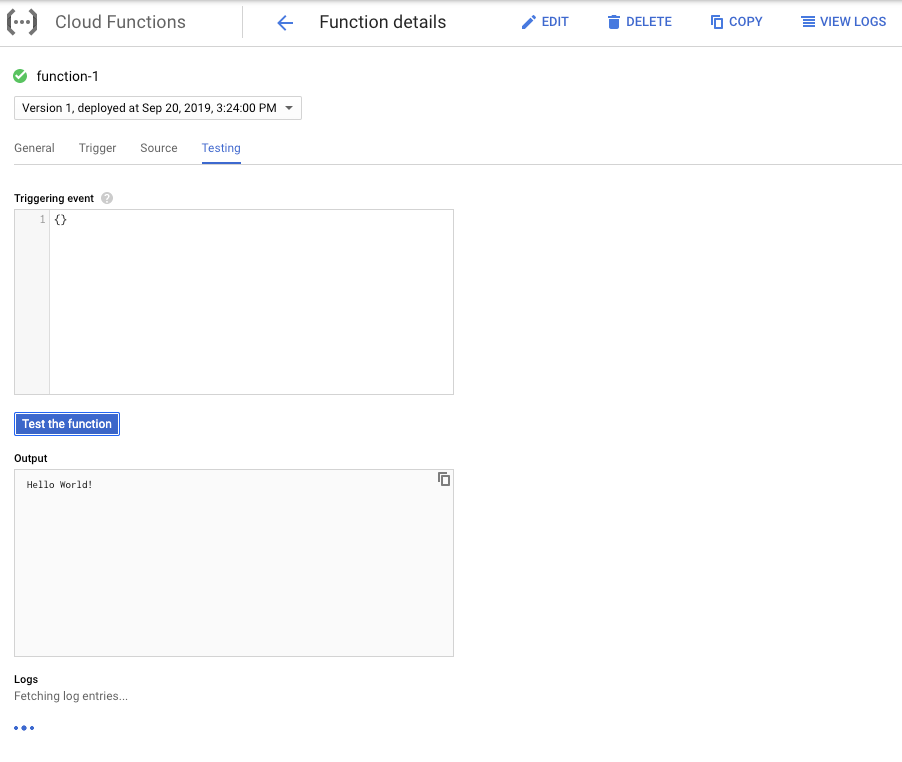 Cloud Functions
Function details
EDIT
DELETE
COPY
VIEW LOGS
function-1
Version 1, deployed at Sep 20, 2019, 3:24:00 PM
General
Trigger
Source
Testing
Triggering event ?
1 {}
Test the function
Output
Hello World!
Logs
Fetching log entries...